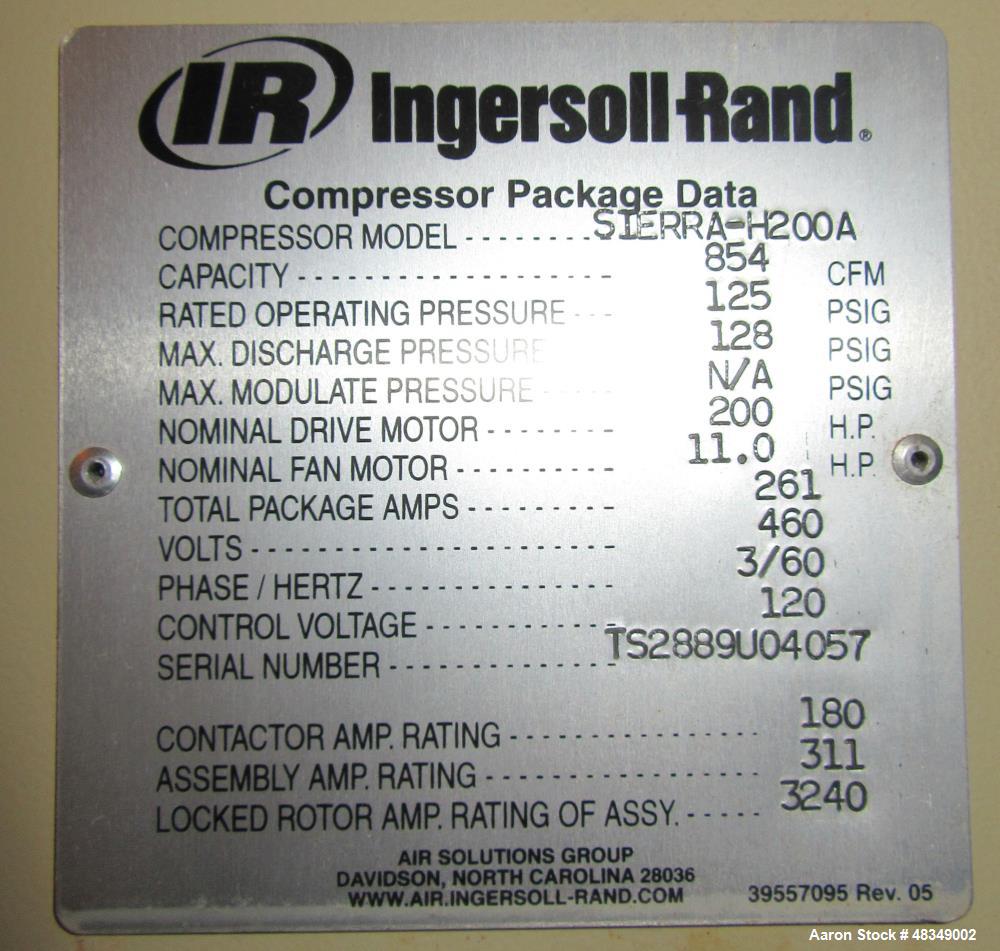 IR Ingersoll-Rand®
Compressor Package Data
COMPRESSOR MODEL - - - - - - - - SIERRA-H200A
CAPACITY - - - - - - - - - - - - - - - - - - - - 854 CFM
RATED OPERATING PRESSURE - - - 125 PSIG
MAX. DISCHARGE PRESSURE 128 PSIG
MAX. MODULATE PRESSURE - - - - - N/A PSIG
NOMINAL DRIVE MOTOR - - - - - - - - 200 H.P.
NOMINAL FAN MOTOR - - - - - - - - - - 11.0 H.P.
TOTAL PACKAGE AMPS - - - - - - - - - 261
VOLTS - - - - - - - - - - - - - - - - - - - - - - - 460
PHASE / HERTZ - - - - - - - - - - - - - - - 3/60
CONTROL VOLTAGE - - - - - - - - - - - - 120
SERIAL NUMBER - - - - - - - - - - - - - - TS2889U04057
CONTACTOR AMP. RATING - - - - - - - - - - - - - - - - 180
ASSEMBLY AMP. RATING - - - - - - - - - - - - - - - - - - 311
LOCKED ROTOR AMP. RATING OF ASSY. - - - - - 3240
AIR SOLUTIONS GROUP
DAVIDSON, NORTH CAROLINA 28036
WWW.AIR.INGERSOLL-RAND.COM 39557095 Rev. 05
Aaron Stock # 48349002